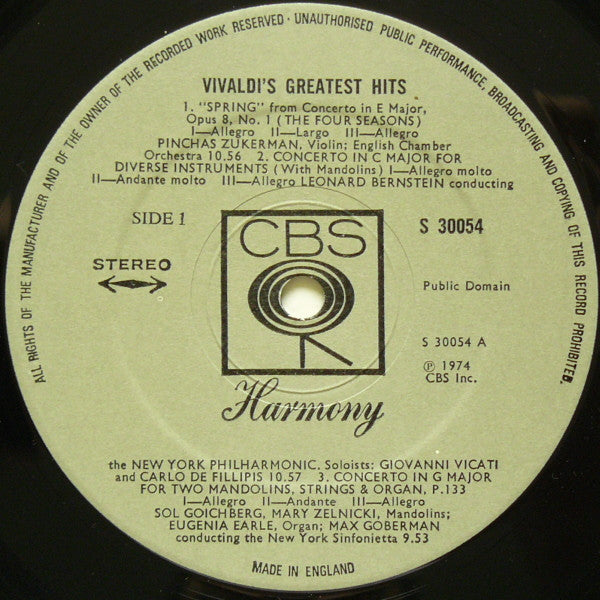 ALL RIGHTS OF THE MANUFACTURER AND OF THE OWNER OF THE RECORDED WORK RESERVED · UNAUTHORISED PUBLIC PERFORMANCE, BROADCASTING AND COPYING OF THIS RECORD PROHIBITED.
VIVALDI'S GREATEST HITS
1. "SPRING" from Concerto in E Major,
Opus 8, No. 1 (THE FOUR SEASONS)
I—Allegro II—Largo III—Allegro
PINCHAS ZUKERMAN, Violin; English Chamber
Orchestra 10.56 2. CONCERTO IN C MAJOR FOR
DIVERSE INSTRUMENTS (With Mandolins) I—Allegro molto
II—Andante molto III—Allegro LEONARD BERNSTEIN conducting
SIDE 1
S 30054
CBS
STEREO
Public Domain
S 30054 A
℗ 1974
CBS Inc.
Harmony
the NEW YORK PHILHARMONIC, Soloists: GIOVANNI VICATI
and CARLO DE FILLIPIS 10.57 3. CONCERTO IN G MAJOR
FOR TWO MANDOLINS, STRINGS & ORGAN, P.133
I—Allegro II—Andante III—Allegro
SOL GOICHBERG, MARY ZELNICKI, Mandolins;
EUGENIA EARLE, Organ; MAX GOBERMAN
conducting the New York Sinfonietta 9.53
MADE IN ENGLAND